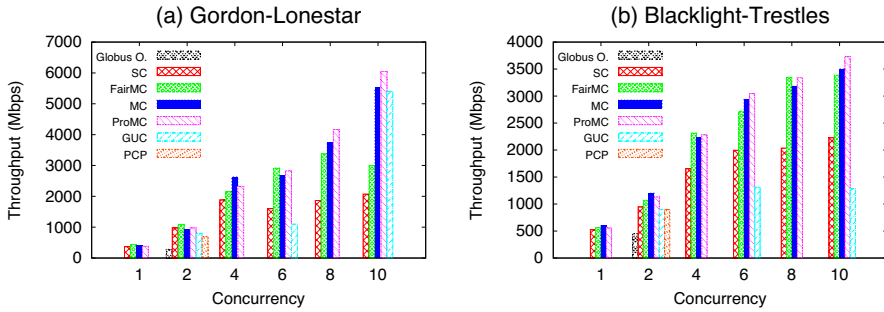 (a) Gordon-Lonestar
Throughput (Mbps)
7000
6000
5000
4000
3000
2000
1000
0
Globus O.
SC
FairMC
MC
ProMC
GUC
PCP
1 2 4 6 8 10
Concurrency
(b) Blacklight-Trestles
Throughput (Mbps)
4000
3500
3000
2500
2000
1500
1000
500
0
Globus O.
SC
FairMC
MC
ProMC
GUC
PCP
1 2 4 6 8 10
Concurrency